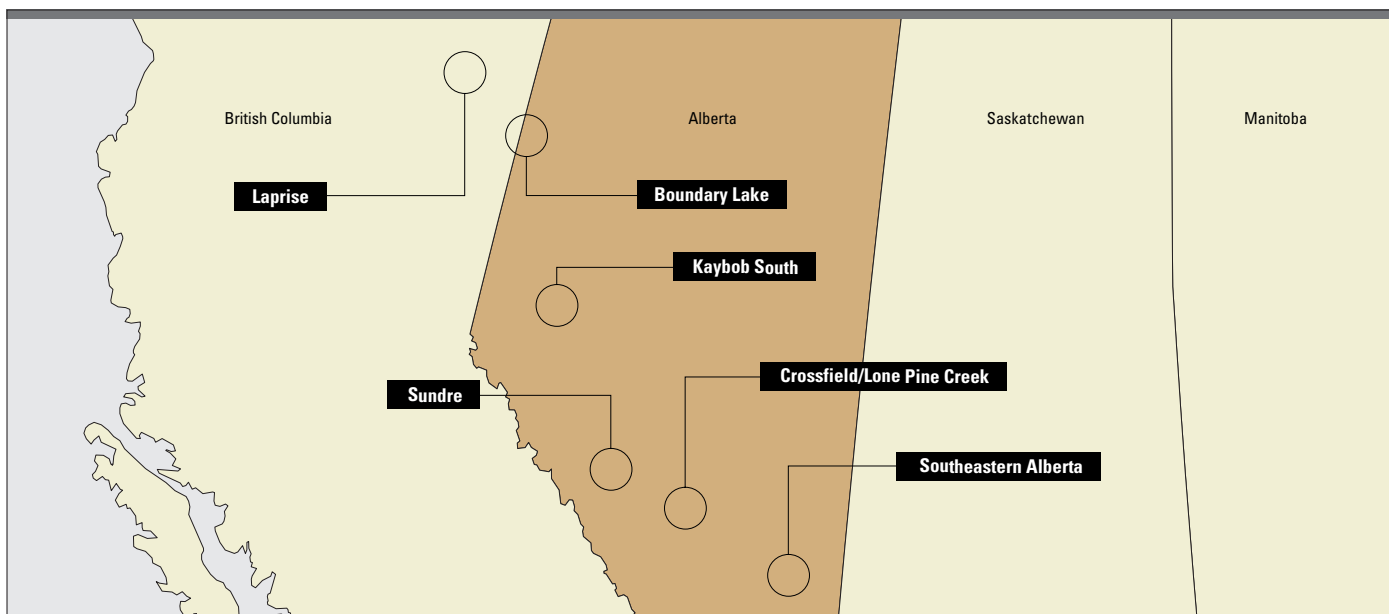 British Columbia
Alberta
Saskatchewan
Manitoba
Laprise
Boundary Lake
Kaybob South
Crossfield/Lone Pine Creek
Sundre
Southeastern Alberta